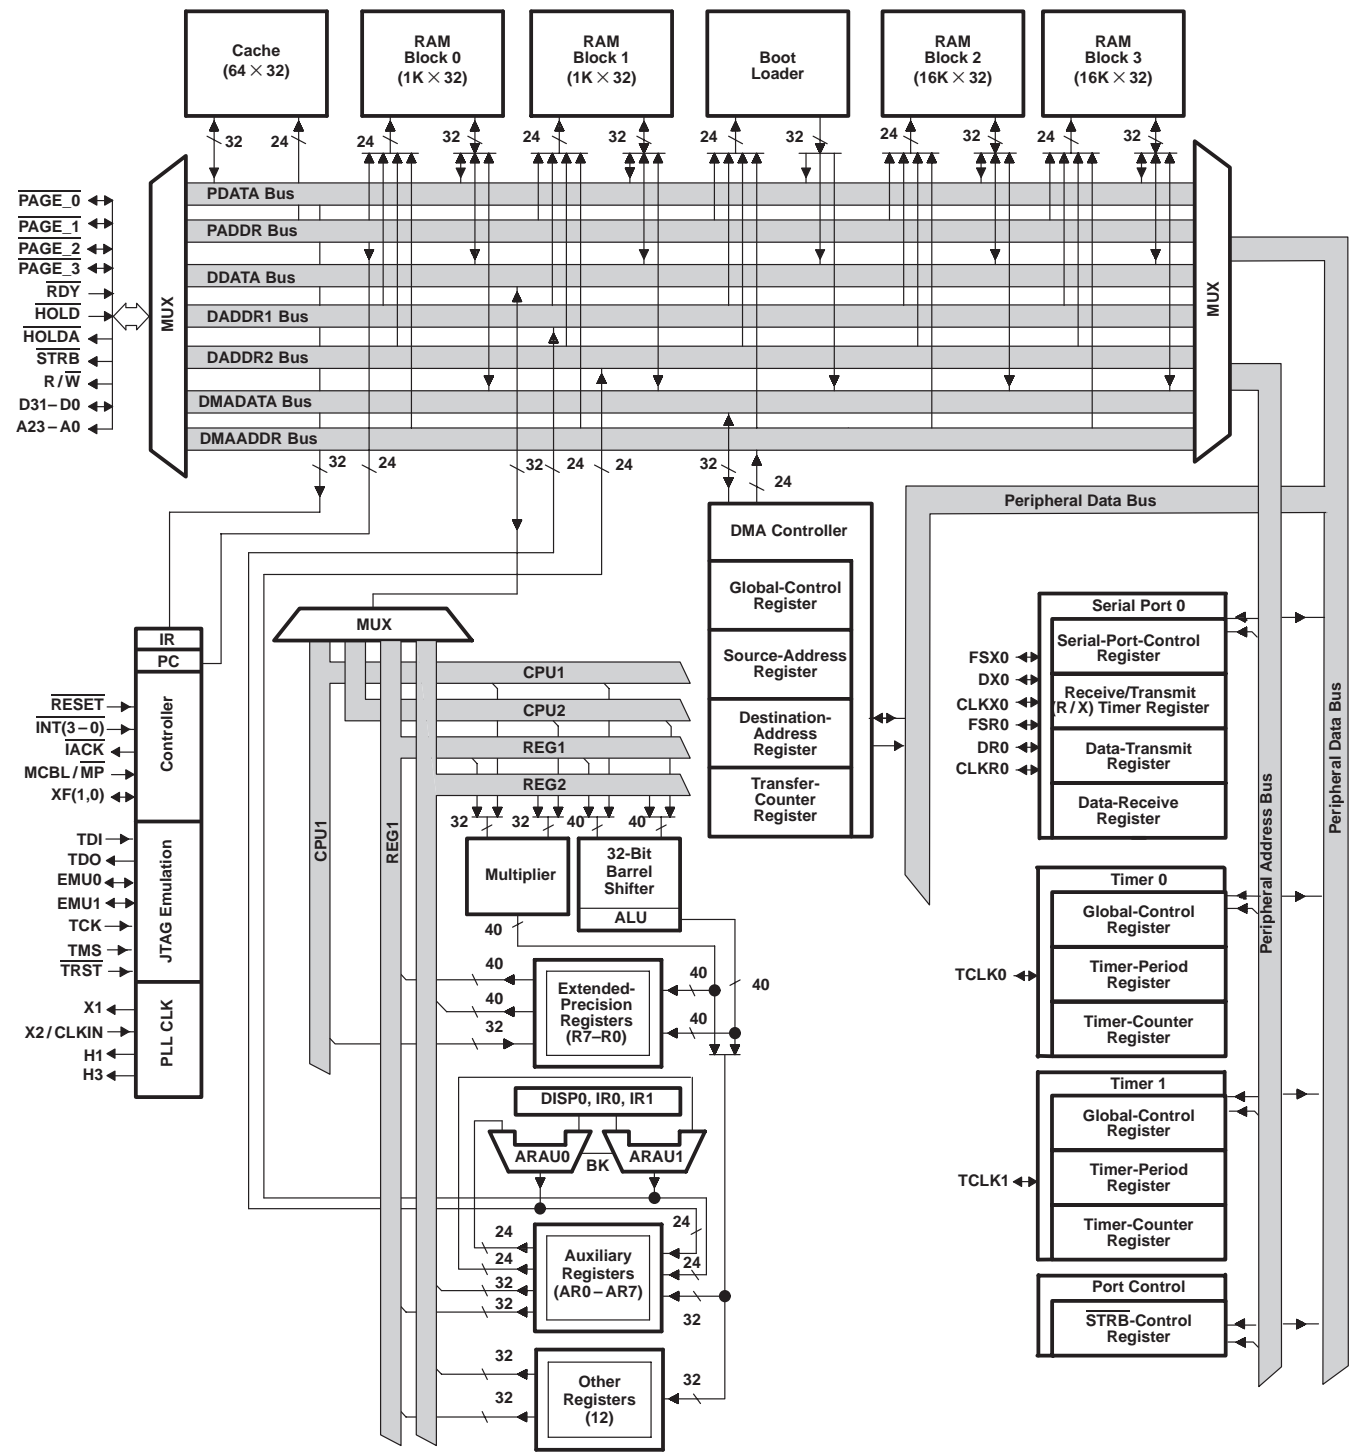 Cache
(64 × 32)
RAM
Block 0
(1K × 32)
RAM
Block 1
(1K × 32)
Boot
Loader
RAM
Block 2
(16K × 32)
RAM
Block 3
(16K × 32)
32
24
24
32
24
32
24
32
24
32
24
32
MUX
MUX
PDATA Bus
PADDR Bus
DDATA Bus
DADDR1 Bus
DADDR2 Bus
DMADATA Bus
DMAADDR Bus
PAGE_0
PAGE_1
PAGE_2
PAGE_3
RDY
HOLD
HOLDA
STRB
R/W
D31–D0
A23–A0
32
24
32
24
24
32
24
Peripheral Data Bus
DMA Controller
Global-Control
Register
Source-Address
Register
Destination-
Address
Register
Transfer-
Counter
Register
IR
PC
Controller
JTAG Emulation
PLL CLK
RESET
INT(3–0)
IACK
MCBL/MP
XF(1,0)
TDI
TDO
EMU0
EMU1
TCK
TMS
TRST
X1
X2/CLKIN
H1
H3
MUX
CPU1
CPU2
REG1
REG2
CPU1
REG1
32
32
40
40
Multiplier
32-Bit
Barrel
Shifter
ALU
40
40
40
32
Extended-
Precision
Registers
(R7–R0)
40
40
40
DISP0, IR0, IR1
ARAU0
BK
ARAU1
24
24
32
32
Auxiliary
Registers
(AR0–AR7)
24
24
32
32
32
Other
Registers
(12)
32
Serial Port 0
Serial-Port-Control
Register
Receive/Transmit
(R/X) Timer Register
Data-Transmit
Register
Data-Receive
Register
FSX0
DX0
CLKX0
FSR0
DR0
CLKR0
Timer 0
Global-Control
Register
Timer-Period
Register
Timer-Counter
Register
TCLK0
Timer 1
Global-Control
Register
Timer-Period
Register
Timer-Counter
Register
TCLK1
Port Control
STRB-Control
Register
Peripheral Address Bus
Peripheral Data Bus